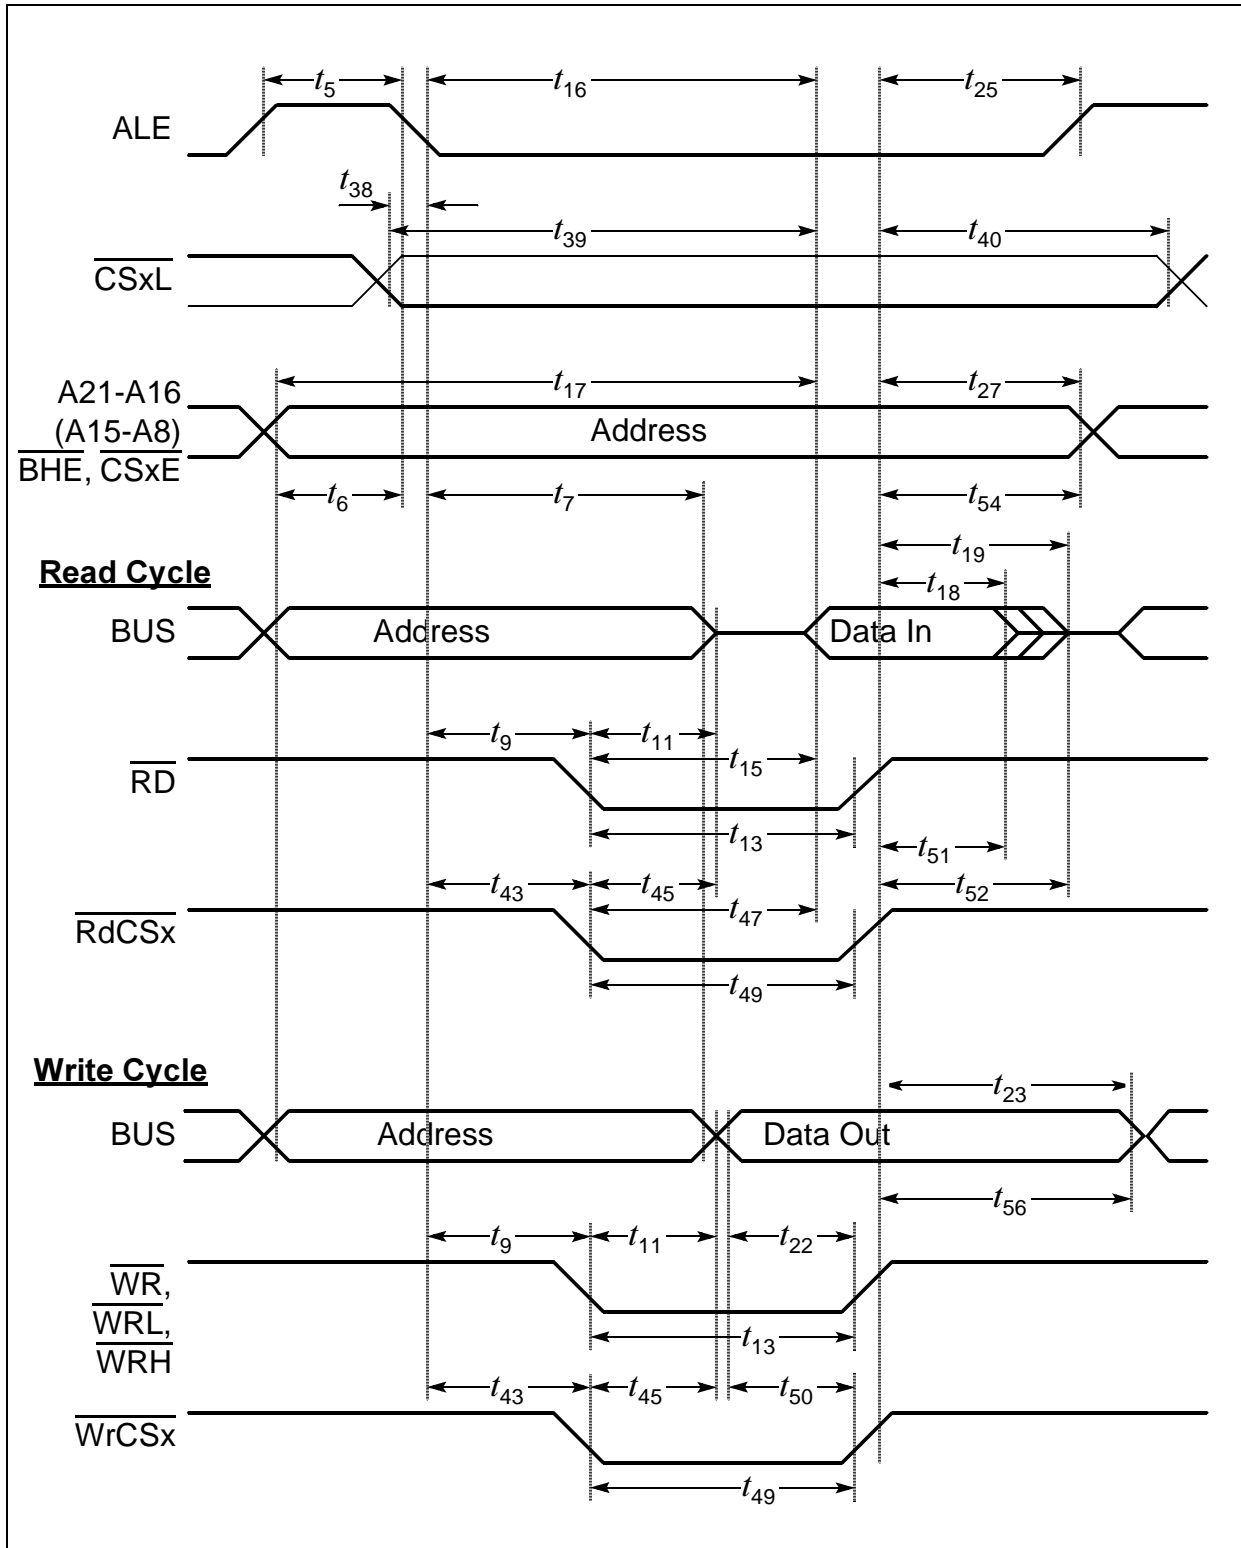 t5 t16 t25
ALE
t38
t39 t40
CSxL
t17 t27
A21-A16
(A15-A8)
BHE, CSxE
Address
t6 t7 t54
t19
Read Cycle
t18
BUS Address Data In
t9 t11
t15
RD
t13
t51
t43 t45 t52
t47
RdCSx
t49
Write Cycle
t23
BUS Address Data Out
t56
t9 t11 t22
WR,
WRL,
WRH
t13
t43 t45 t50
WrCSx
t49